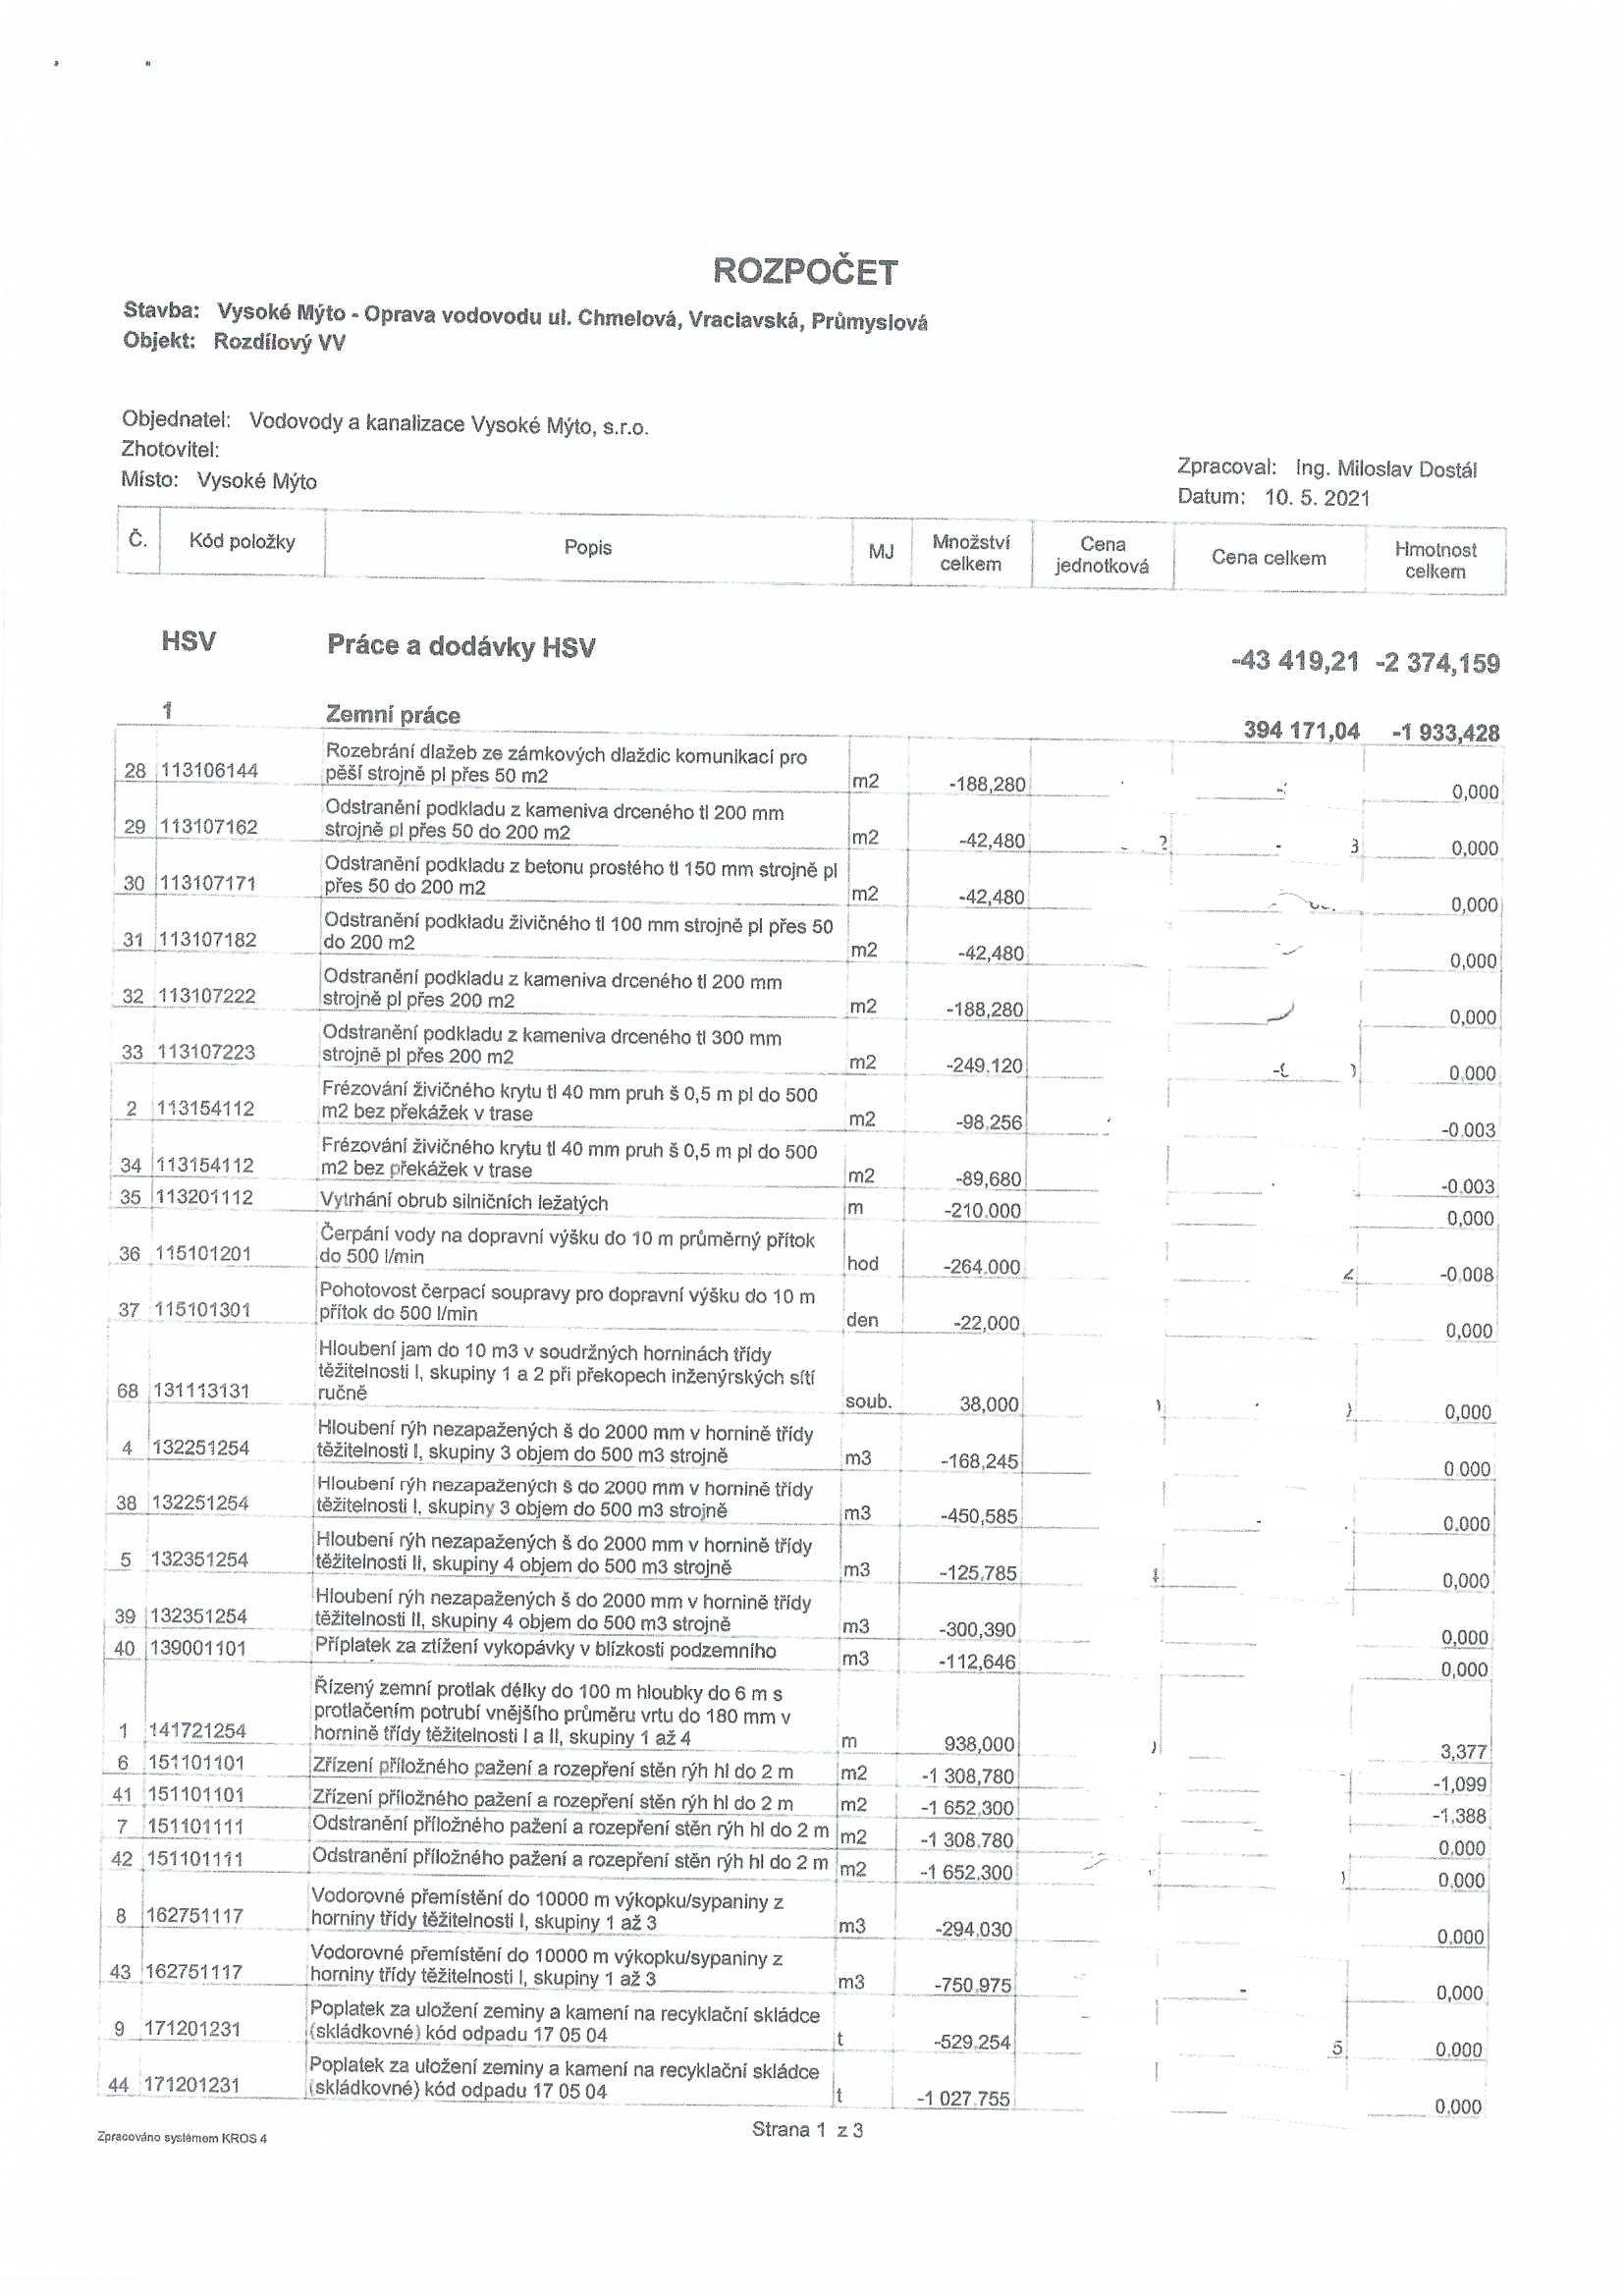 ROZPOČET
Stavba: Vysoké Mýto - Oprava vodovodu ul. Chmelová, Vraclavská, Průmyslová
Objekt: Rozdílový VV
Objednatel: Vodovody a kanalizace Vysoké Mýto, s.r.o.
Zhotovitel:
Místo: Vysoké Mýto
Zpracoval: Ing. Miloslav Dostál
Datum: 10. 5. 2021
Č. Kód položky Popis MJ Množství celkem Cena jednotková Cena celkem Hmotnost celkem
HSV Práce a dodávky HSV -43 419,21 -2 374,159
1 Zemní práce 394 171,04 -1 933,428
Rozebrání dlažeb ze zámkových dlaždic komunikací pro
28 113106144 pěší strojně pl přes 50 m2 m2 -188,280 0,000
Odstranění podkladu z kameniva drceného tl 200 mm
29 113107162 strojně pl přes 50 do 200 m2 m2 -42,480 0,000
Odstranění podkladu z betonu prostého tl 150 mm strojně pl
30 113107171 přes 50 do 200 m2 m2 -42,480 0,000
Odstranění podkladu živičného tl 100 mm strojně pl přes 50
31 113107182 do 200 m2 m2 -42,480 0,000
Odstranění podkladu z kameniva drceného tl 200 mm
32 113107222 strojně pl přes 200 m2 m2 -188,280 0,000
Odstranění podkladu z kameniva drceného tl 300 mm
33 113107223 strojně pl přes 200 m2 m2 -249,120 0,000
Frézování živičného krytu tl 40 mm pruh š 0,5 m pl do 500
2 113154112 m2 bez překážek v trase m2 -98,256 -0,003
Frézování živičného krytu tl 40 mm pruh š 0,5 m pl do 500
34 113154112 m2 bez překážek v trase m2 -89,680 -0,003
35 113201112 Vytrhání obrub silničních ležatých m -210,000 0,000
Čerpání vody na dopravní výšku do 10 m průměrný přítok
36 115101201 do 500 l/min hod -264,000 -0,008
Pohotovost čerpací soupravy pro dopravní výšku do 10 m
37 115101301 přítok do 500 l/min den -22,000 0,000
Hloubení jam do 10 m3 v soudržných horninách třídy
těžitelnosti I, skupiny 1 a 2 při překopech inženýrských sítí
68 131113131 ručně soub. 38,000 0,000
Hloubení rýh nezapažených š do 2000 mm v hornině třídy
4 132251254 těžitelnosti I, skupiny 3 objem do 500 m3 strojně m3 -168,245 0,000
Hloubení rýh nezapažených š do 2000 mm v hornině třídy
38 132251254 těžitelnosti I, skupiny 3 objem do 500 m3 strojně m3 -450,585 0,000
Hloubení rýh nezapažených š do 2000 mm v hornině třídy
5 132351254 těžitelnosti II, skupiny 4 objem do 500 m3 strojně m3 -125,785 0,000
Hloubení rýh nezapažených š do 2000 mm v hornině třídy
39 132351254 těžitelnosti II, skupiny 4 objem do 500 m3 strojně m3 -300,390 0,000
40 139001101 Příplatek za ztížení vykopávky v blízkosti podzemního m3 -112,646 0,000
Řízený zemní protlak délky do 100 m hloubky do 6 m s
protlačením potrubí vnějšího průměru vrtu do 180 mm v
1 141721254 hornině třídy těžitelnosti I a II, skupiny 1 až 4 m 938,000 3,377
6 151101101 Zřízení příložného pažení a rozepření stěn rýh hl do 2 m m2 -1 308,780 -1,099
41 151101101 Zřízení příložného pažení a rozepření stěn rýh hl do 2 m m2 -1 652,300 -1,388
7 151101111 Odstranění příložného pažení a rozepření stěn rýh hl do 2 m m2 -1 308,780 0,000
42 151101111 Odstranění příložného pažení a rozepření stěn rýh hl do 2 m m2 -1 652,300 0,000
Vodorovné přemístění do 10000 m výkopku/sypaniny z
8 162751117 horniny třídy těžitelnosti I, skupiny 1 až 3 m3 -294,030 0,000
Vodorovné přemístění do 10000 m výkopku/sypaniny z
43 162751117 horniny třídy těžitelnosti I, skupiny 1 až 3 m3 -750,975 0,000
Poplatek za uložení zeminy a kamení na recyklační skládce
9 171201231 (skládkovné) kód odpadu 17 05 04 t -529,254 0,000
Poplatek za uložení zeminy a kamení na recyklační skládce
44 171201231 (skládkovné) kód odpadu 17 05 04 t -1 027,755 0,000
Zpracováno systémem KROS 4
Strana 1 z 3